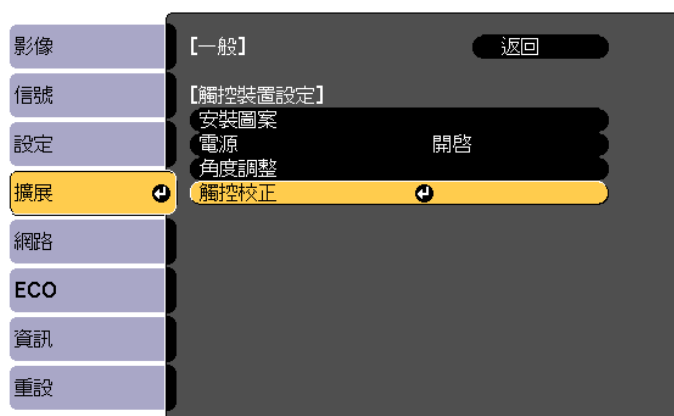 影像
信號
設定
擴展
網路
ECO
資訊
重設
[一般]
返回
[觸控裝置設定]
安裝圖案
電源 開啓
角度調整
觸控校正